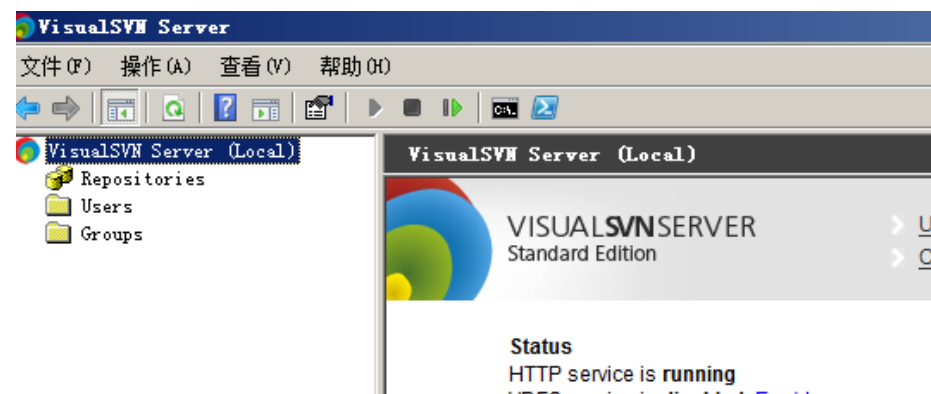 VisualSVN Server
文件(F) 操作(A) 查看(V) 帮助(H)
VisualSVN Server (Local)
Repositories
Users
Groups
VisualSVN Server (Local)
VISUALSVNSERVER
Standard Edition
Status
HTTP service is running